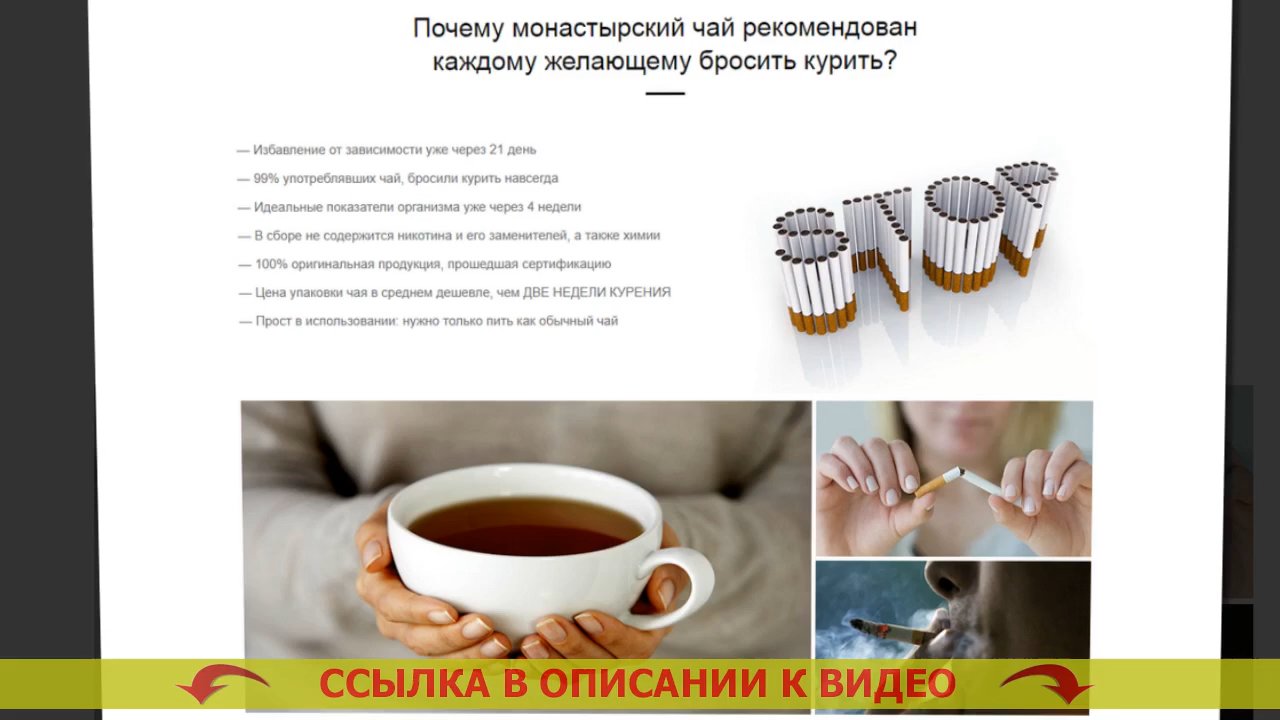 Почему монастырский чай рекомендован
каждому желающему бросить курить?
— Избавление от зависимости уже через 21 день
— 99% употреблявших чай, бросили курить навсегда
— Идеальные показатели организма уже через 4 недели
— В сборе не содержится никотина и его заменителей, а также химии
— 100% оригинальная продукция, прошедшая сертификацию
— Цена упаковки чая в среднем дешевле, чем ДВЕ НЕДЕЛИ КУРЕНИЯ
— Прост в использовании: нужно только пить как обычный чай
STOP
ССЫЛКА В ОПИСАНИИ К ВИДЕО